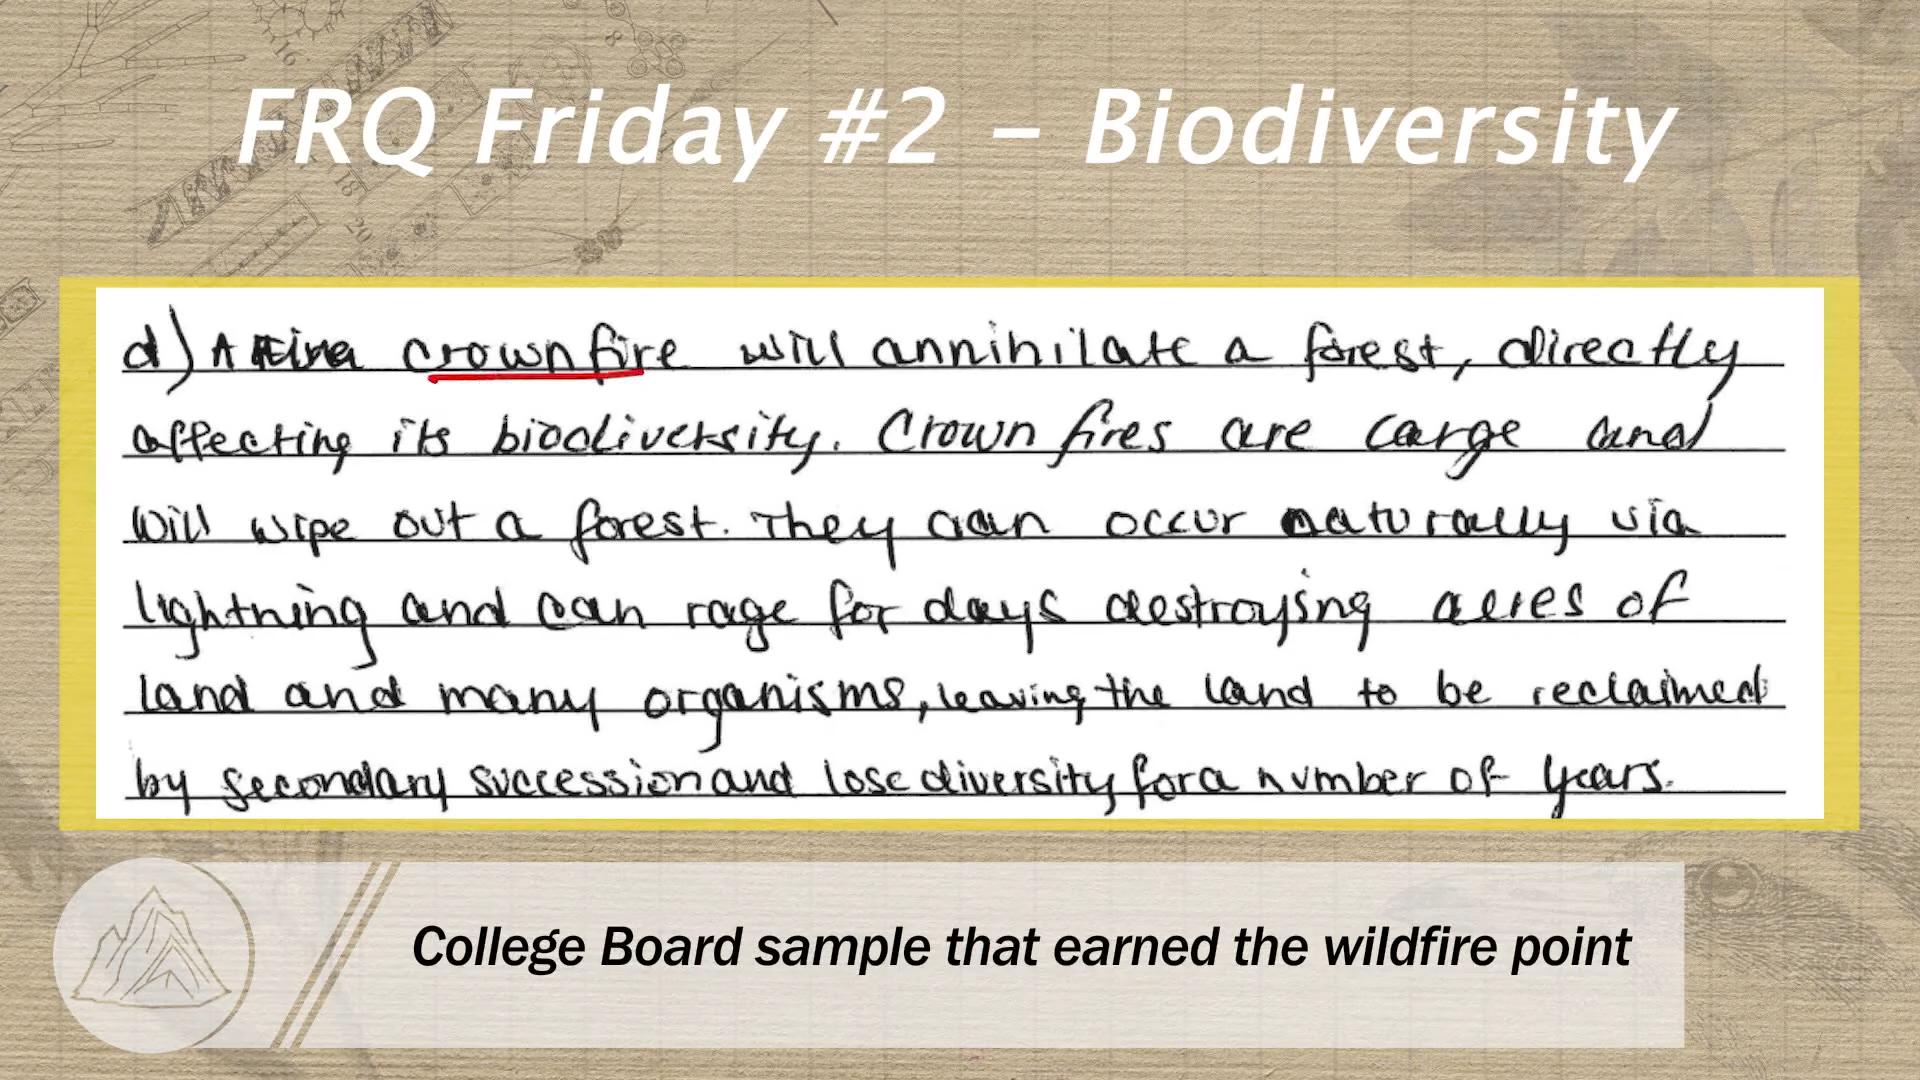 FRQ Friday #2 – Biodiversity
d) A crown fire will annihilate a forest, directly
affecting its biodiversity. Crown fires are large and
will wipe out a forest. They can occur naturally via
lightning and can rage for days destroying acres of
land and many organisms, leaving the land to be reclaimed
by secondary succession and lose diversity for a number of years.
College Board sample that earned the wildfire point